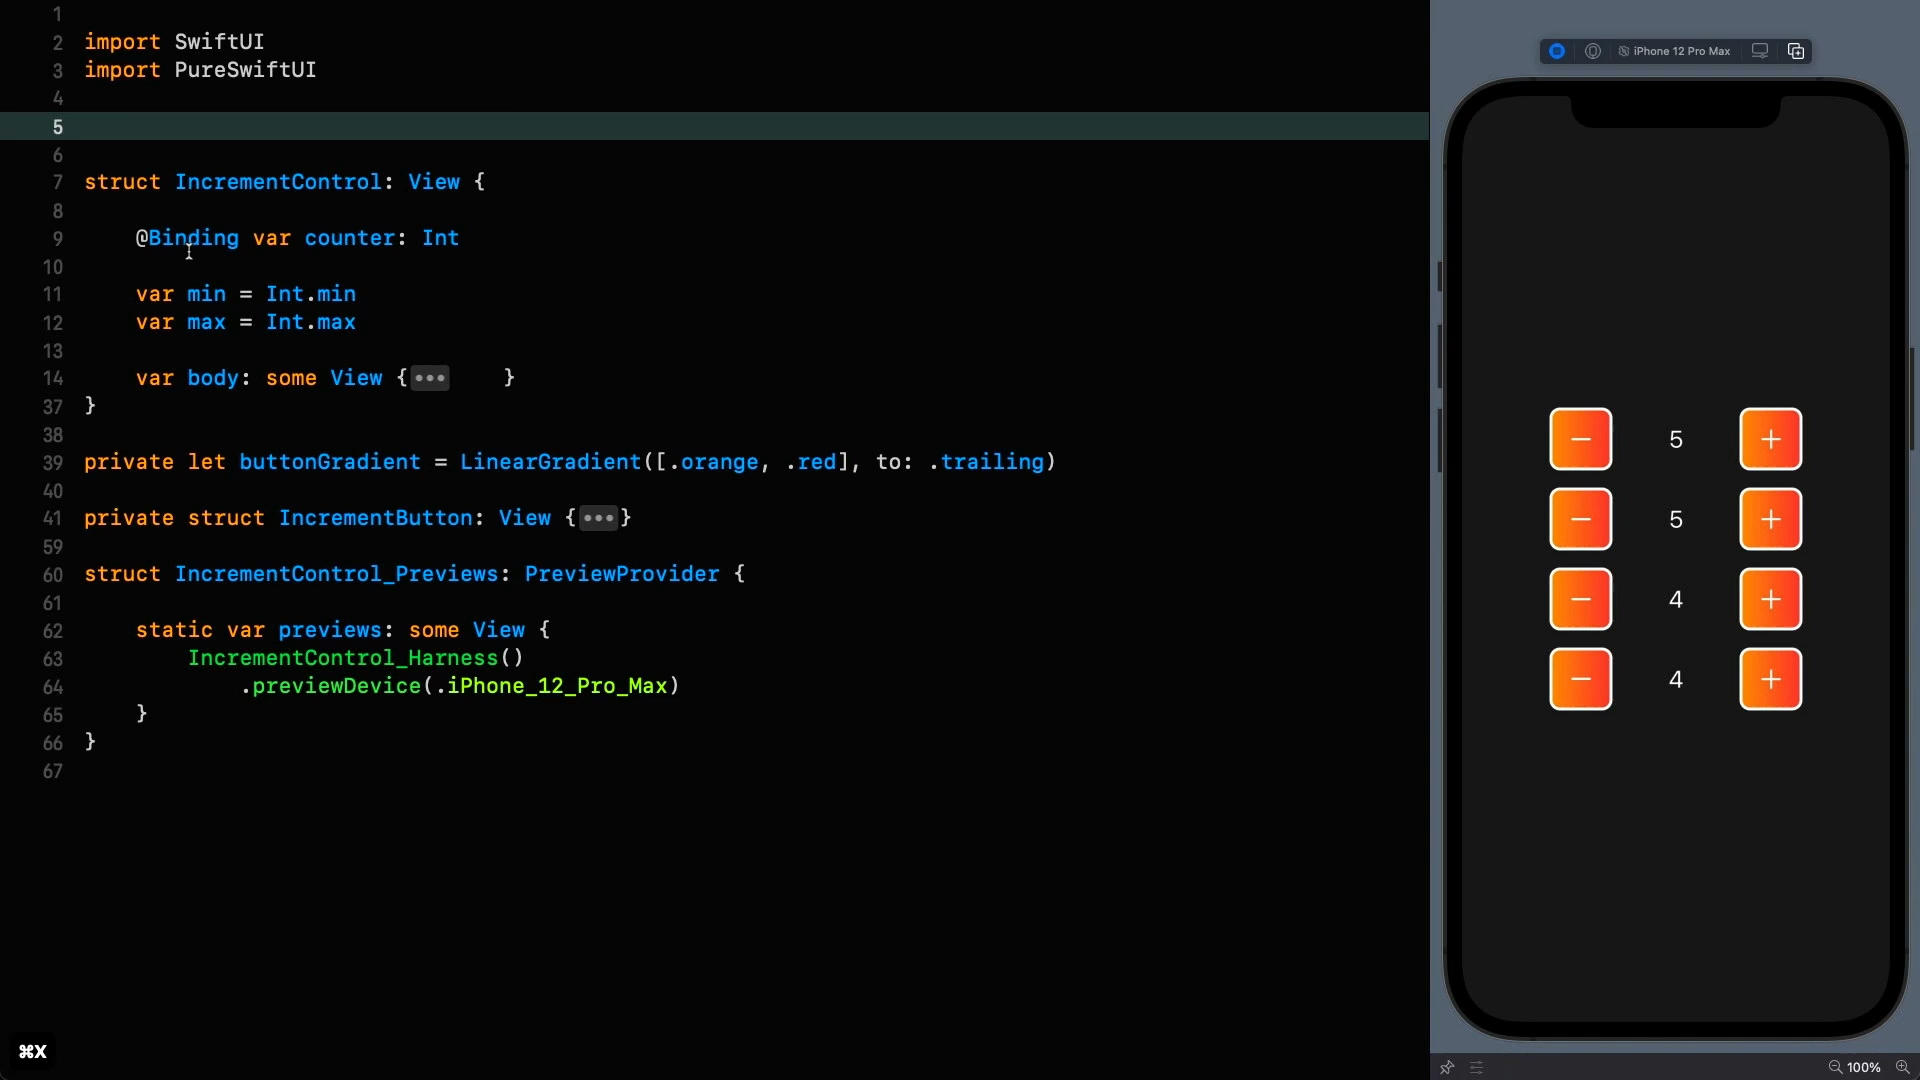 1
2 import SwiftUI
3 import PureSwiftUI
4
5
6
7 struct IncrementControl: View {
8
9 @Binding var counter: Int
10
11 var min = Int.min
12 var max = Int.max
13
14 var body: some View {••• }
37 }
38
39 private let buttonGradient = LinearGradient([.orange, .red], to: .trailing)
40
41 private struct IncrementButton: View {•••}
59
60 struct IncrementControl_Previews: PreviewProvider {
61
62 static var previews: some View {
63 IncrementControl_Harness()
64 .previewDevice(.iPhone_12_Pro_Max)
65 }
66 }
67
⌘X
iPhone 12 Pro Max
− 5 +
− 5 +
− 4 +
− 4 +
100%